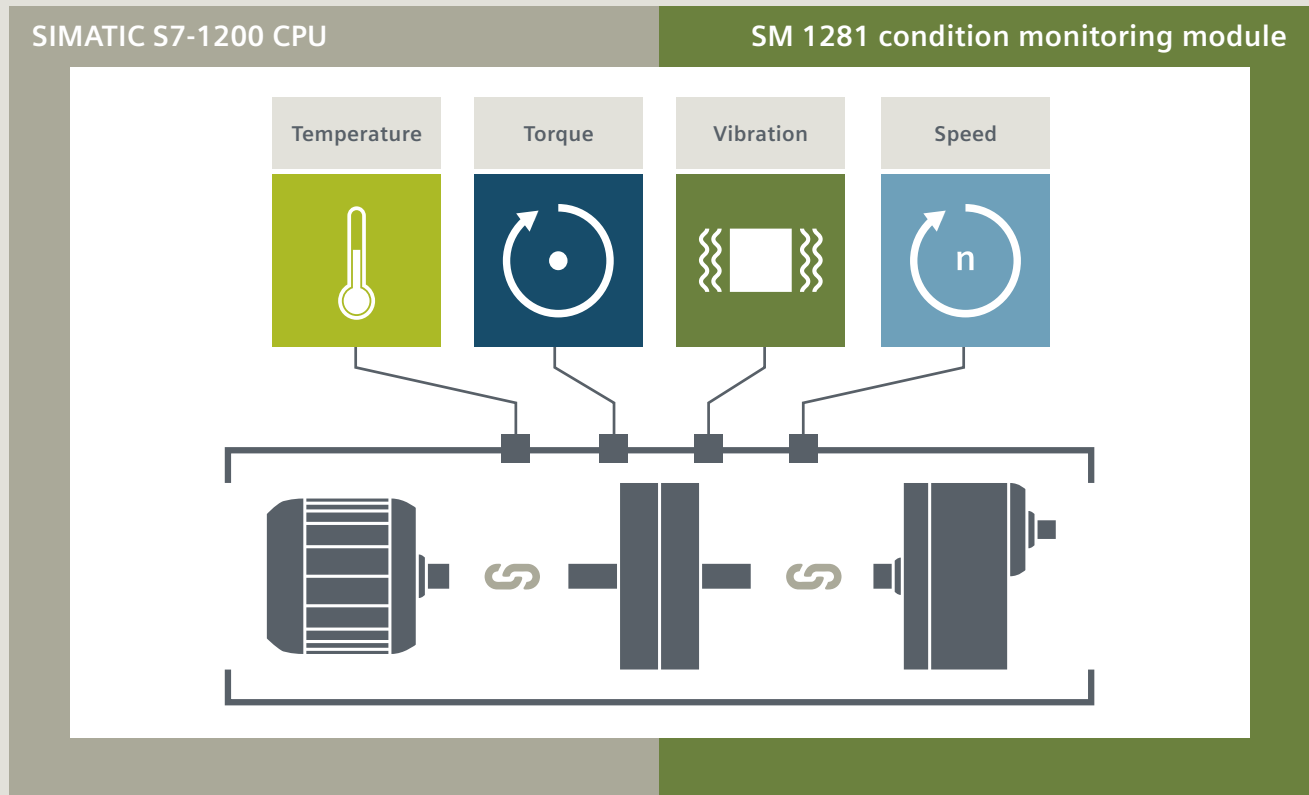 SIMATIC S7-1200 CPU
SM 1281 condition monitoring module
Temperature
Torque
Vibration
Speed
n